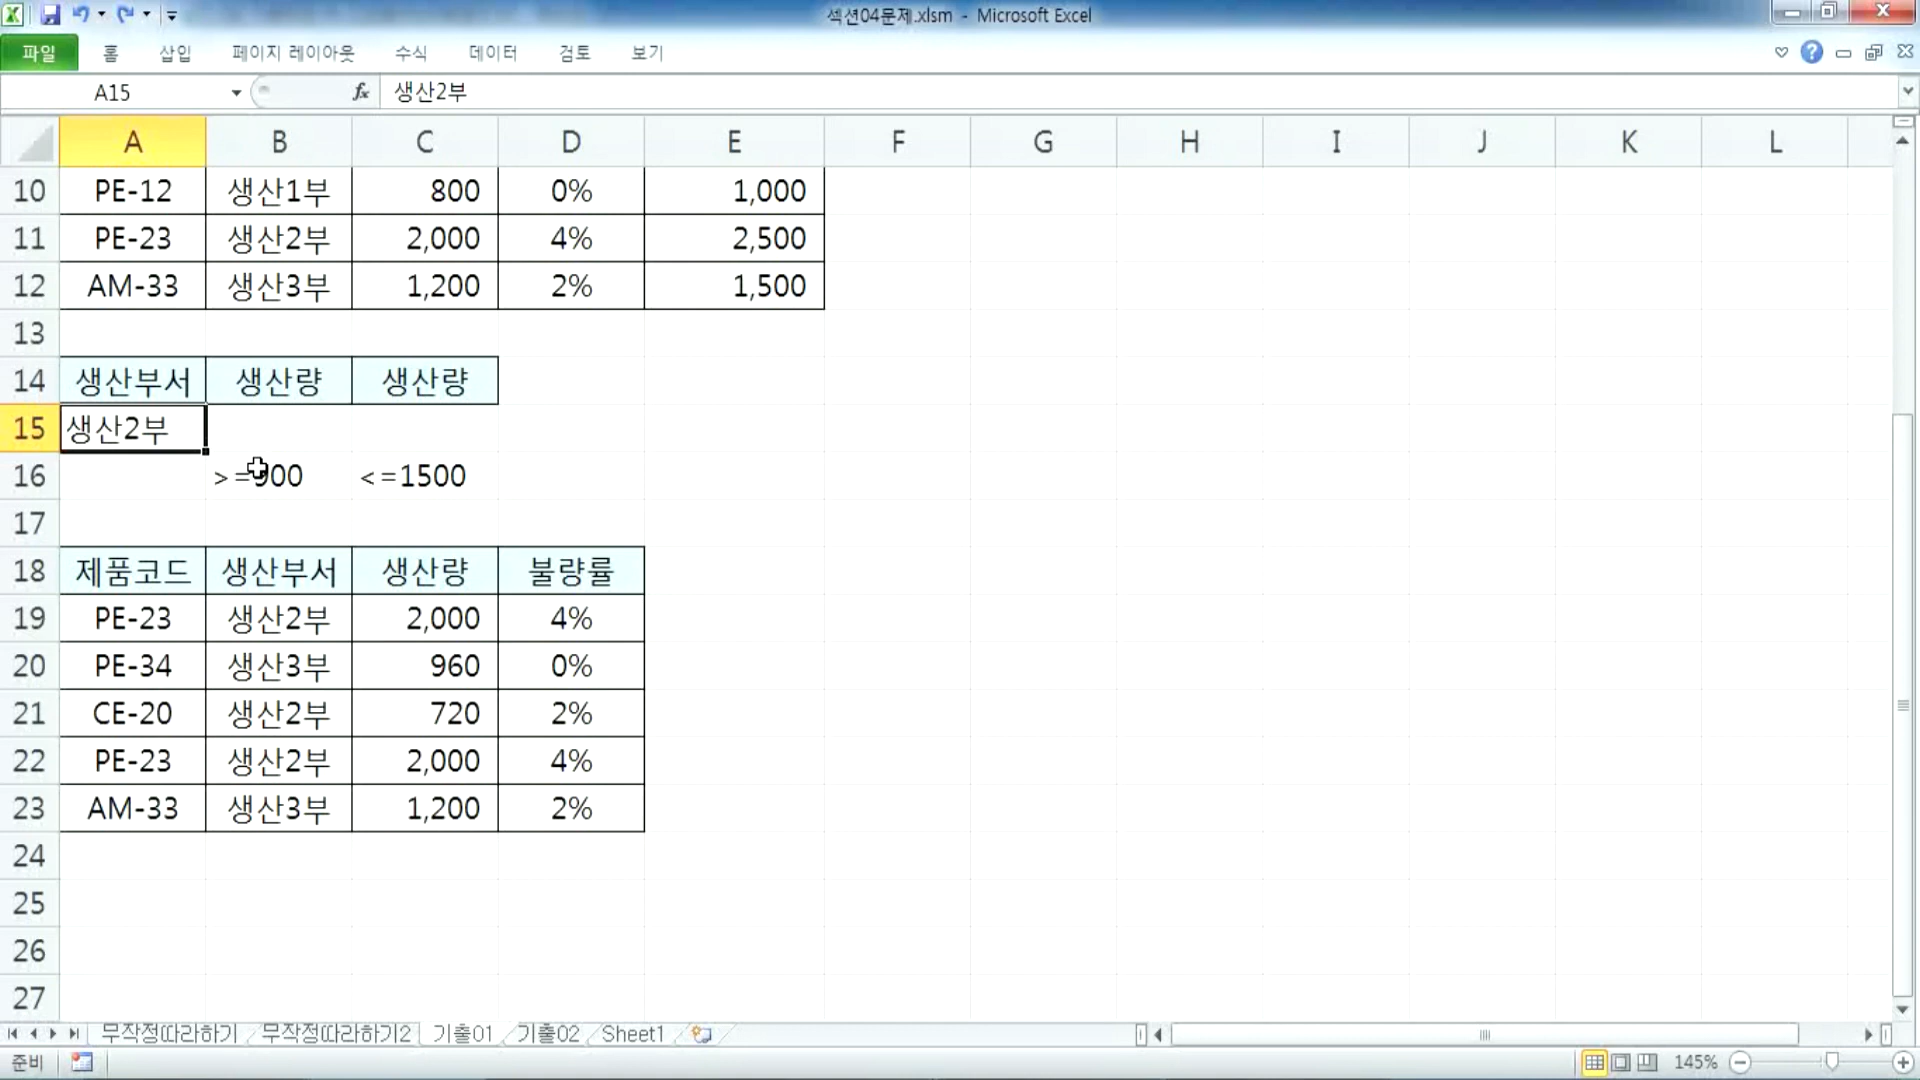 섹션04문제.xlsm - Microsoft Excel
파일 홈 삽입 페이지 레이아웃 수식 데이터 검토 보기
A15 fx 생산2부
A B C D E F G H I J K L
10 PE-12 생산1부 800 0% 1,000
11 PE-23 생산2부 2,000 4% 2,500
12 AM-33 생산3부 1,200 2% 1,500
13
14 생산부서 생산량 생산량
15 생산2부
16 >=900 <=1500
17
18 제품코드 생산부서 생산량 불량률
19 PE-23 생산2부 2,000 4%
20 PE-34 생산3부 960 0%
21 CE-20 생산2부 720 2%
22 PE-23 생산2부 2,000 4%
23 AM-33 생산3부 1,200 2%
24
25
26
27
무작정따라하기 무작정따라하기2 기출01 기출02 Sheet1
준비 145%